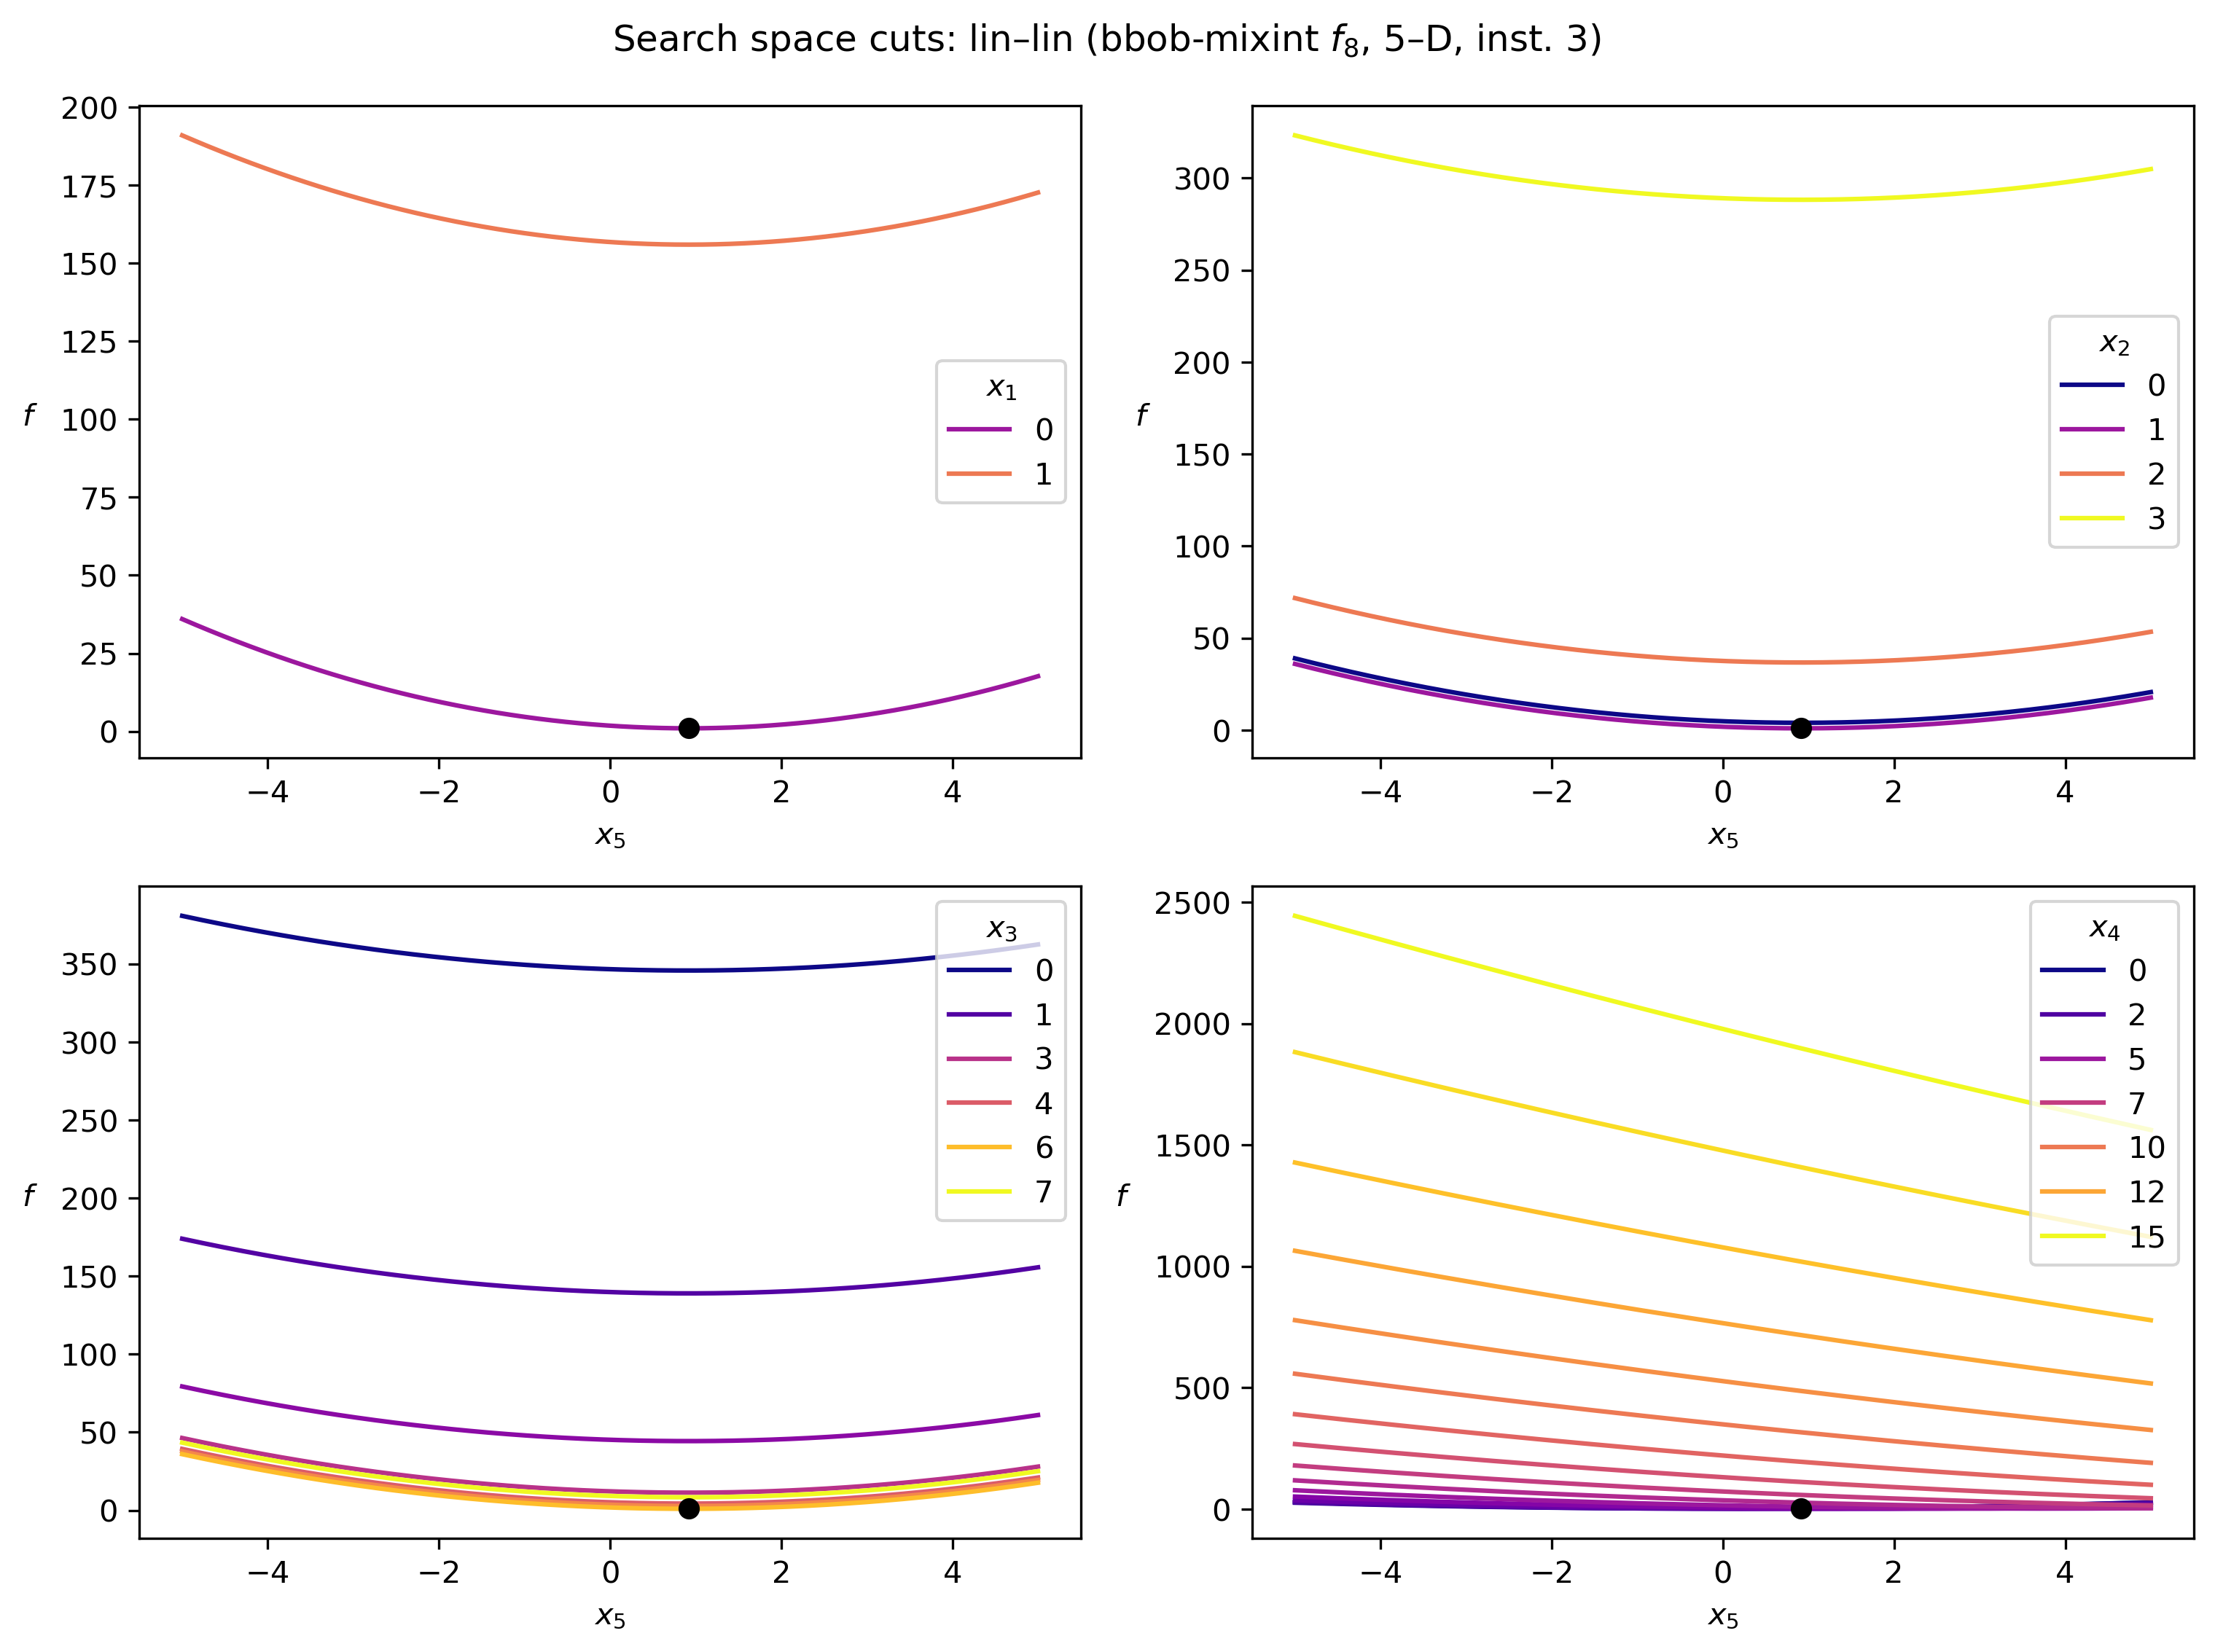 Search space cuts: lin–lin (bbob-mixint f₈, 5–D, inst. 3)
200
175
150
125
100
75
50
25
0
f
x₁
0
1
−4 −2 0 2 4
x₅
300
250
200
150
100
50
0
f
x₂
0
1
2
3
−4 −2 0 2 4
x₅
350
300
250
200
150
100
50
0
f
x₃
0
1
3
4
6
7
−4 −2 0 2 4
x₅
2500
2000
1500
1000
500
0
f
x₄
0
2
5
7
10
12
15
−4 −2 0 2 4
x₅